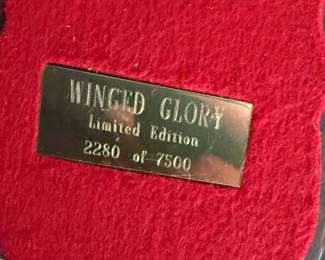 WINGED GLORY
Limited Edition
2280 of 7500